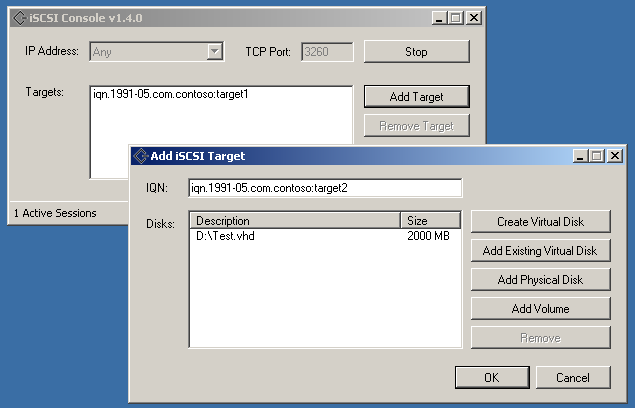 iSCSI Console v1.4.0
IP Address: Any TCP Port: 3260 Stop
Targets: iqn.1991-05.com.contoso:target1 Add Target
Remove Target
1 Active Sessions
Add iSCSI Target
IQN: iqn.1991-05.com.contoso:target2
Disks: Description Size Create Virtual Disk
D:\Test.vhd 2000 MB
Add Existing Virtual Disk
Add Physical Disk
Add Volume
Remove
OK Cancel